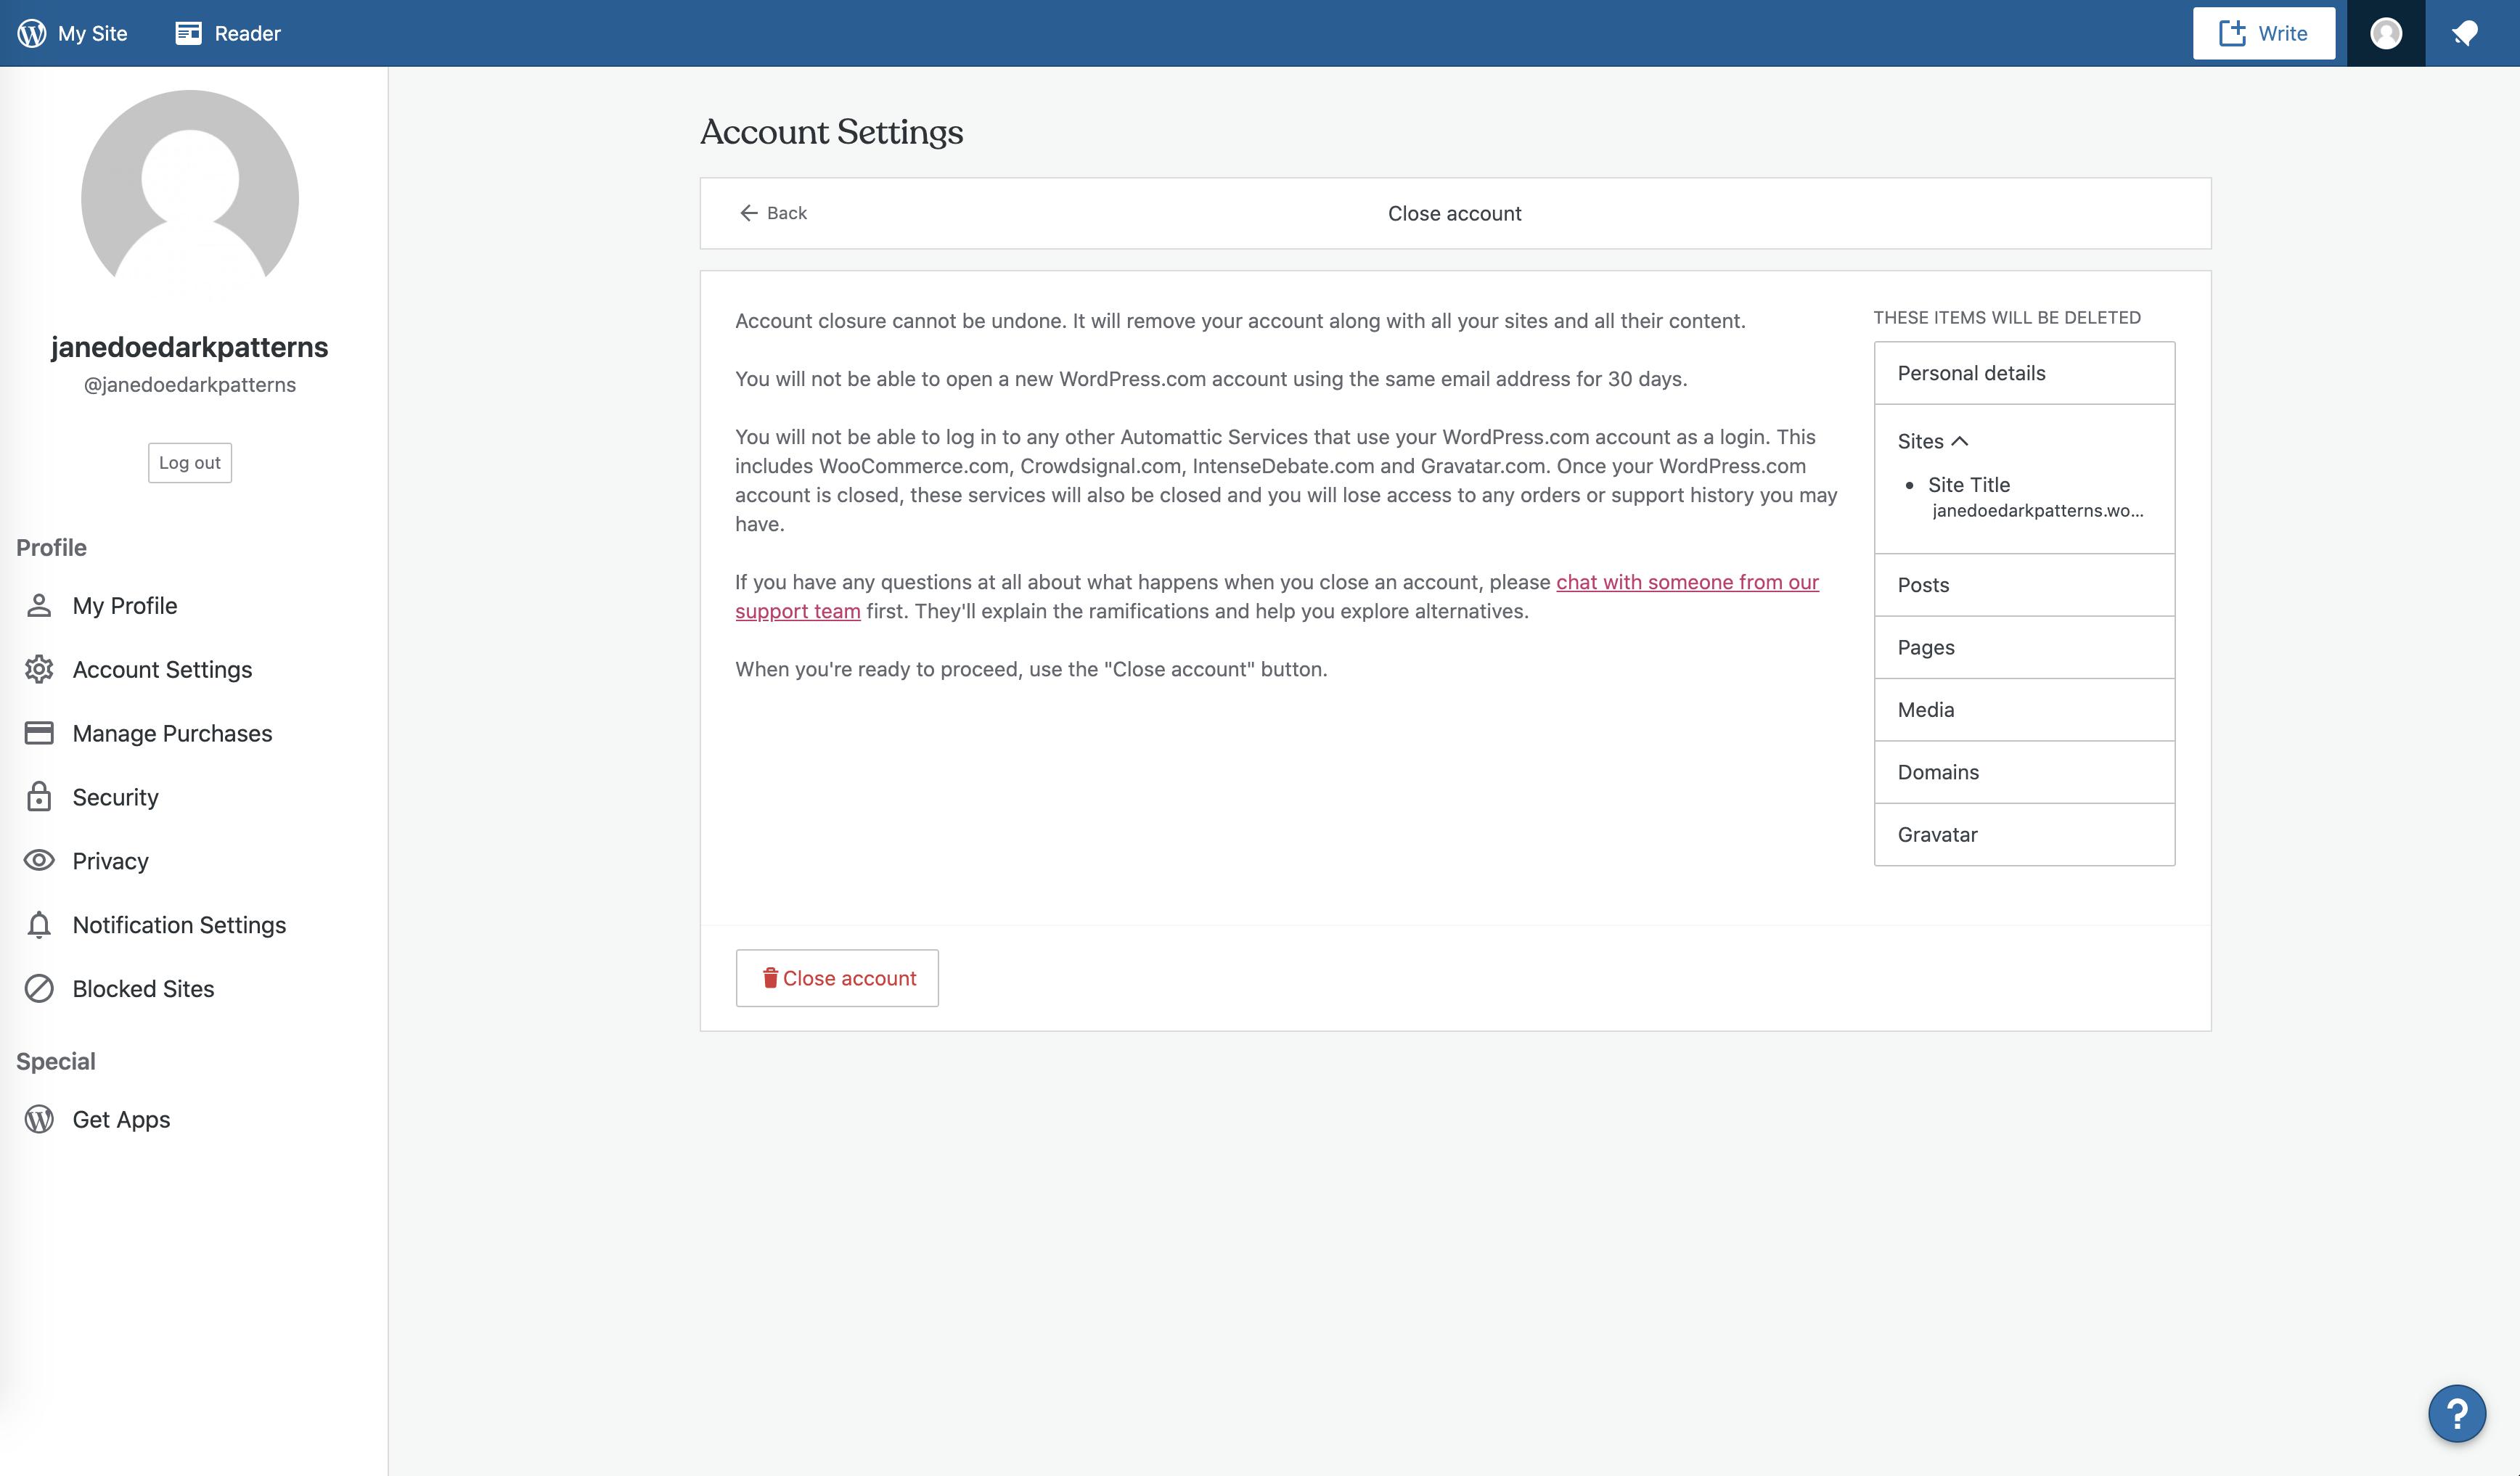 My Site
Reader
Write
janedoedarkpatterns
@janedoedarkpatterns
Log out
Profile
My Profile
Account Settings
Manage Purchases
Security
Privacy
Notification Settings
Blocked Sites
Special
Get Apps
Account Settings
Back
Close account
Account closure cannot be undone. It will remove your account along with all your sites and all their content.
You will not be able to open a new WordPress.com account using the same email address for 30 days.
You will not be able to log in to any other Automattic Services that use your WordPress.com account as a login. This
includes WooCommerce.com, Crowdsignal.com, IntenseDebate.com and Gravatar.com. Once your WordPress.com
account is closed, these services will also be closed and you will lose access to any orders or support history you may
have.
If you have any questions at all about what happens when you close an account, please chat with someone from our
support team first. They'll explain the ramifications and help you explore alternatives.
When you're ready to proceed, use the "Close account" button.
THESE ITEMS WILL BE DELETED
Personal details
Sites
• Site Title
janedoedarkpatterns.wo...
Posts
Pages
Media
Domains
Gravatar
Close account
?